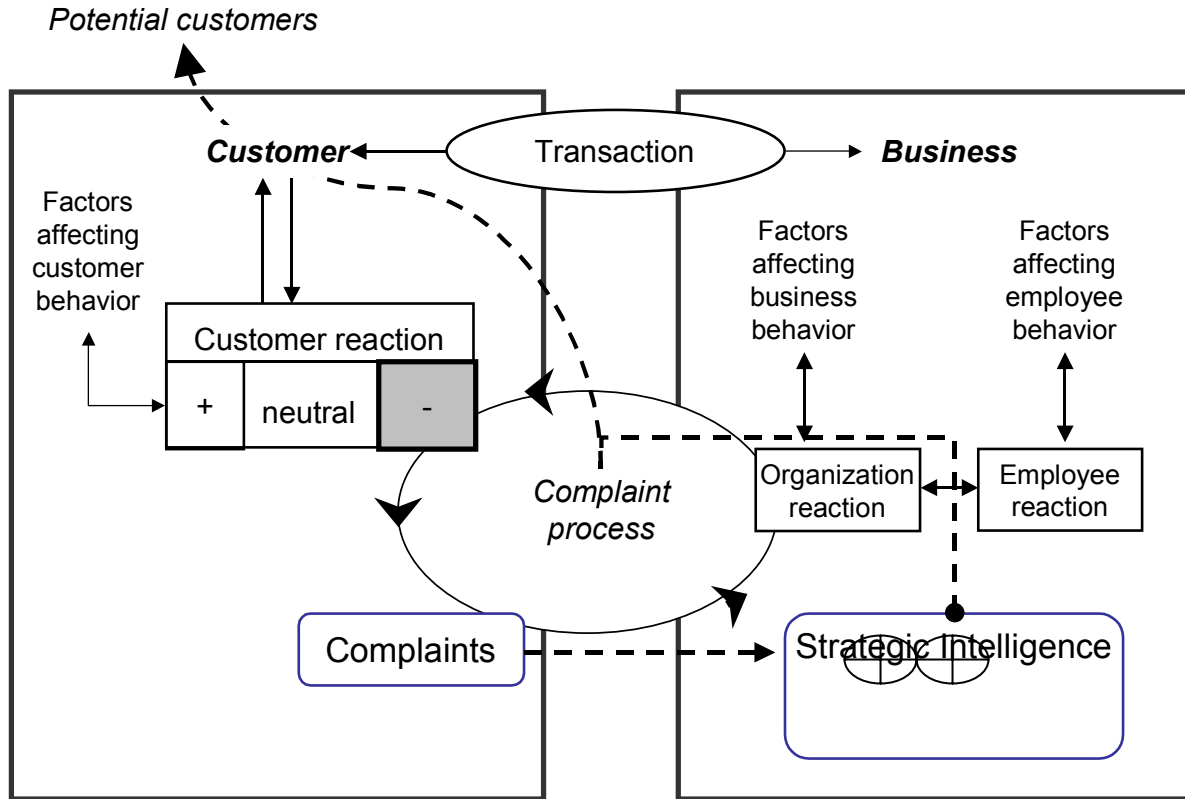 Potential customers
Customer
Transaction
Business
Factors
affecting
customer
behavior
Factors
affecting
business
behavior
Factors
affecting
employee
behavior
Customer reaction
+
neutral
-
Organization
reaction
Employee
reaction
Complaint
process
Complaints
Strategic Intelligence